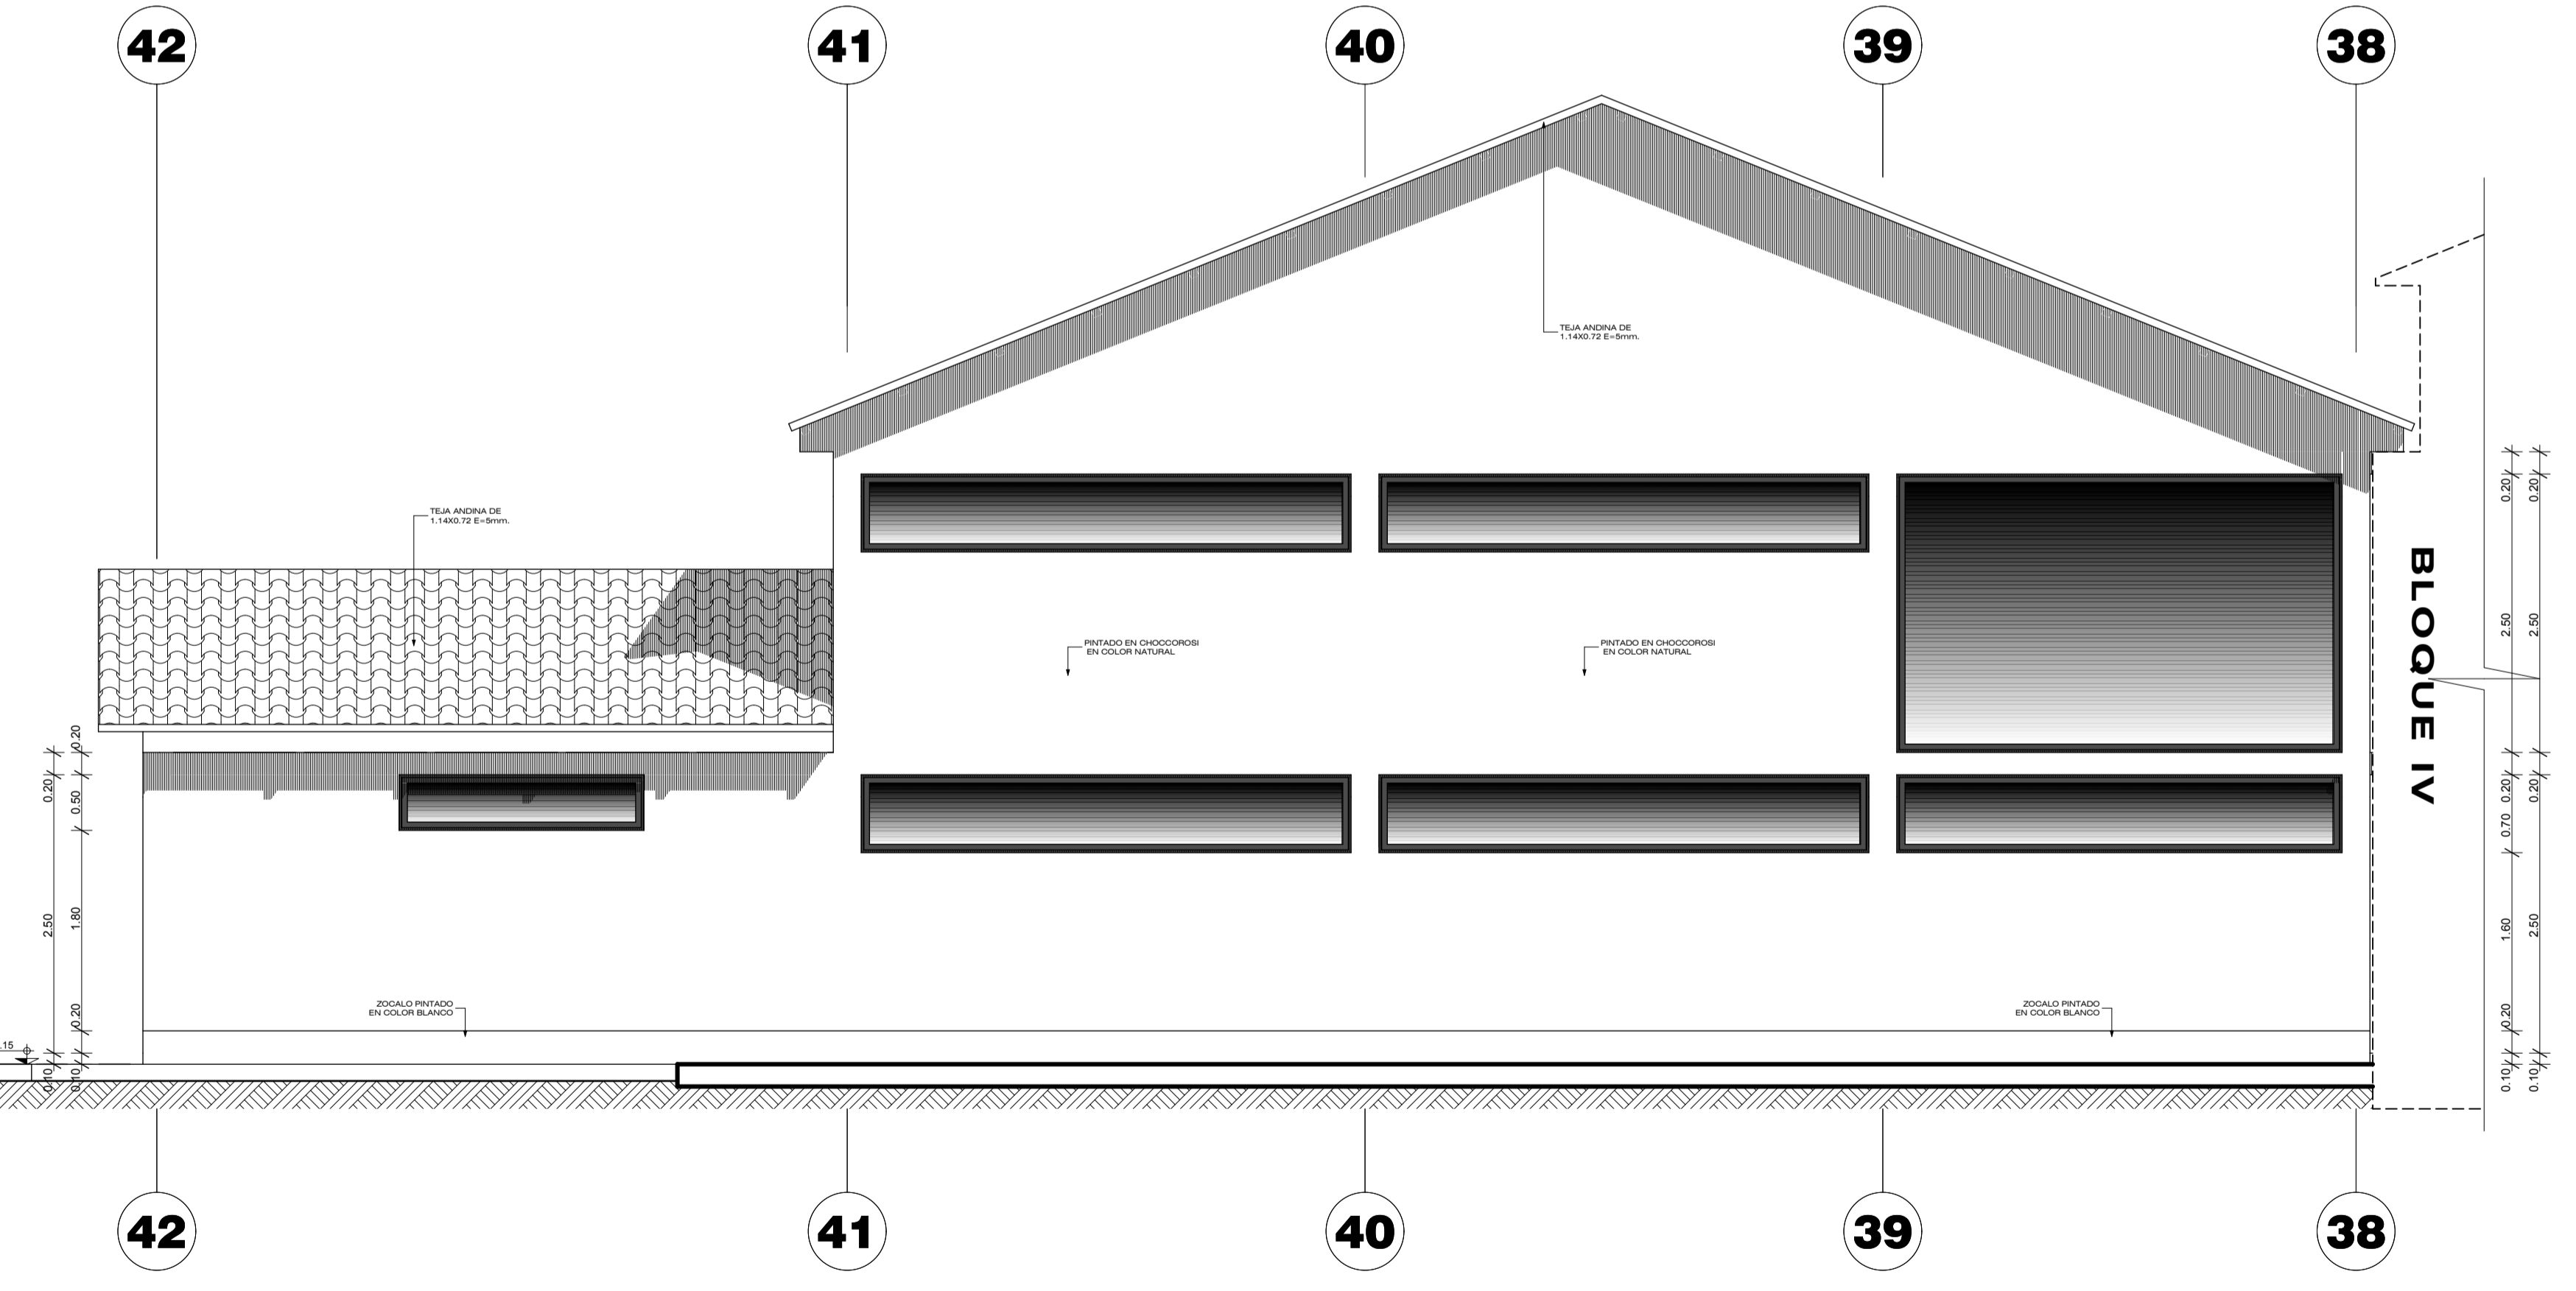 42
41
40
39
38
TEJA ANDINA DE
1.14X0.72 E=5mm.
TEJA ANDINA DE
1.14X0.72 E=5mm.
PINTADO EN CHOCCOROSI
EN COLOR NATURAL
PINTADO EN CHOCCOROSI
EN COLOR NATURAL
BLOQUE IV
0.20
0.20
2.50
2.50
0.20
0.20
0.70
1.60
2.50
0.20
0.10
0.10
0.20
0.20
0.50
2.50
1.80
0.20
0.10
0.10
.15
ZOCALO PINTADO
EN COLOR BLANCO
ZOCALO PINTADO
EN COLOR BLANCO
42
41
40
39
38